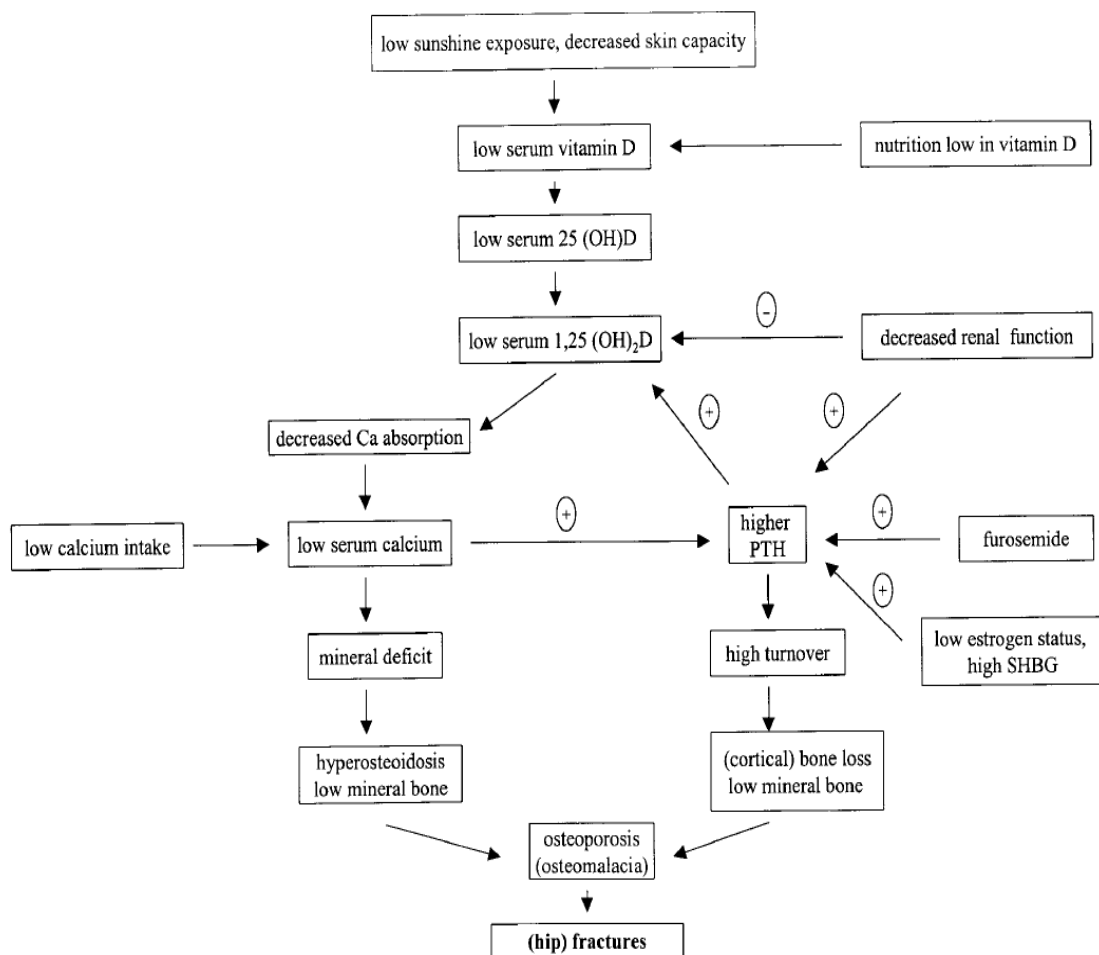 low sunshine exposure, decreased skin capacity
low serum vitamin D
nutrition low in vitamin D
low serum 25 (OH)D
low serum 1,25 (OH)₂D
−
decreased renal function
+
+
decreased Ca absorption
low calcium intake
low serum calcium
+
higher
PTH
+
furosemide
+
low estrogen status,
high SHBG
mineral deficit
high turnover
hyperosteoidosis
low mineral bone
(cortical) bone loss
low mineral bone
osteoporosis
(osteomalacia)
(hip) fractures